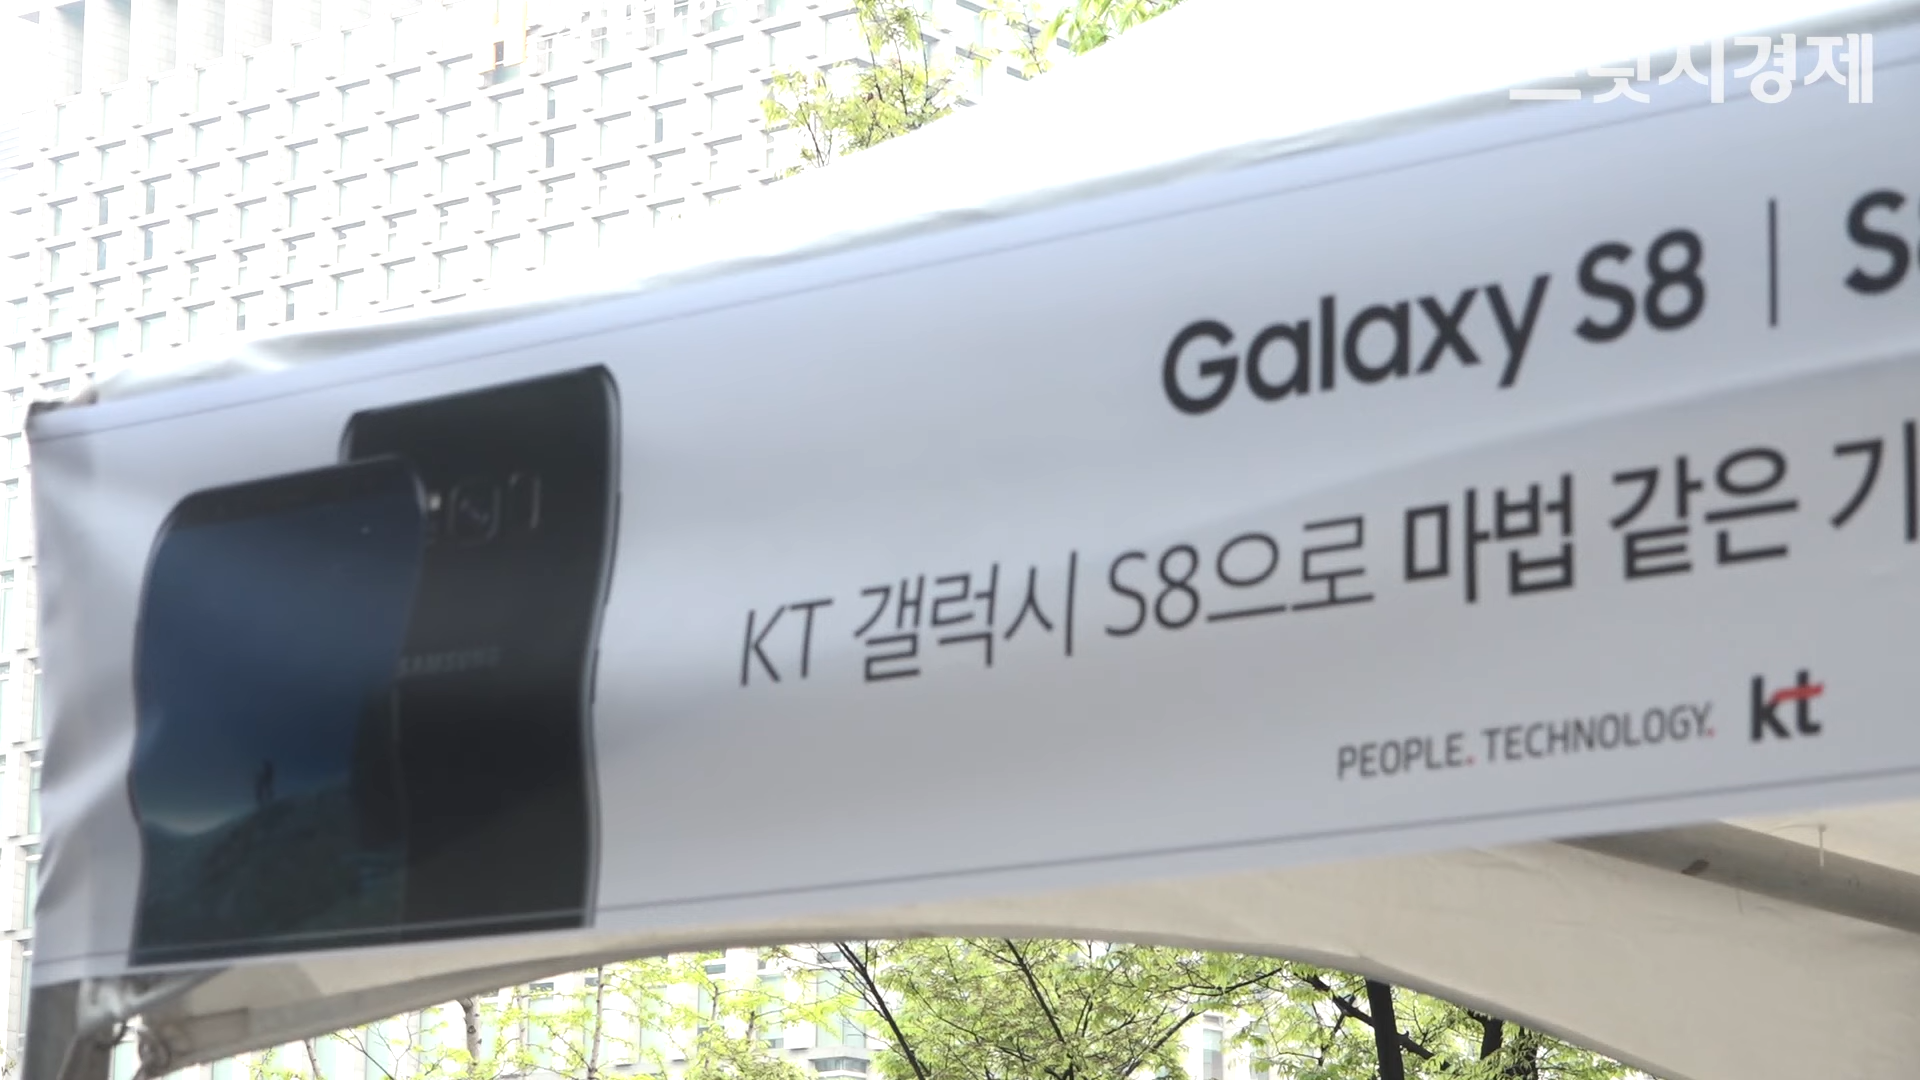 시경제
Galaxy S8 |
KT 갤럭시 S8으로 마법 같은
PEOPLE. TECHNOLOGY. kt
SAMSUNG